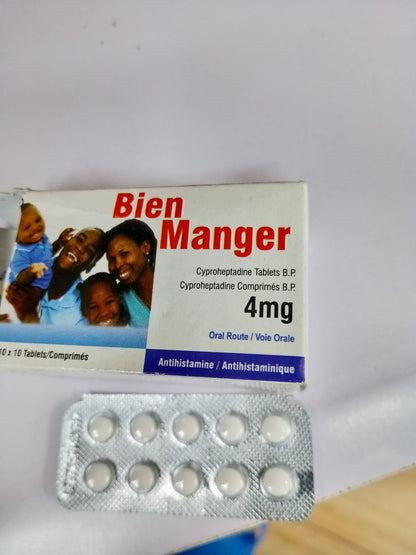 Bien
Manger
Cyproheptadine Tablets B.P.
Cyproheptadine Comprimés B.P.
4mg
Oral Route / Voie Orale
10 x 10 Tablets/Comprimés
Antihistamine / Antihistaminique